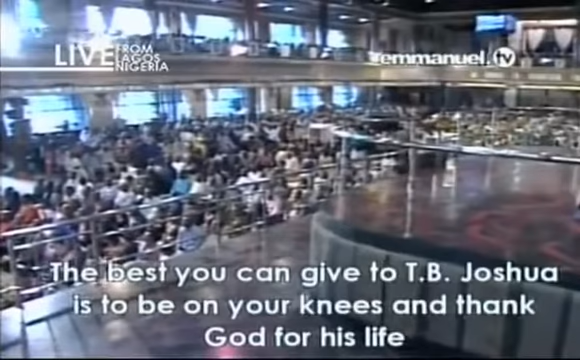 LIVE FROM
LAGOS
NIGERIA
emmanuel.tv
The best you can give to T.B. Joshua
is to be on your knees and thank
God for his life